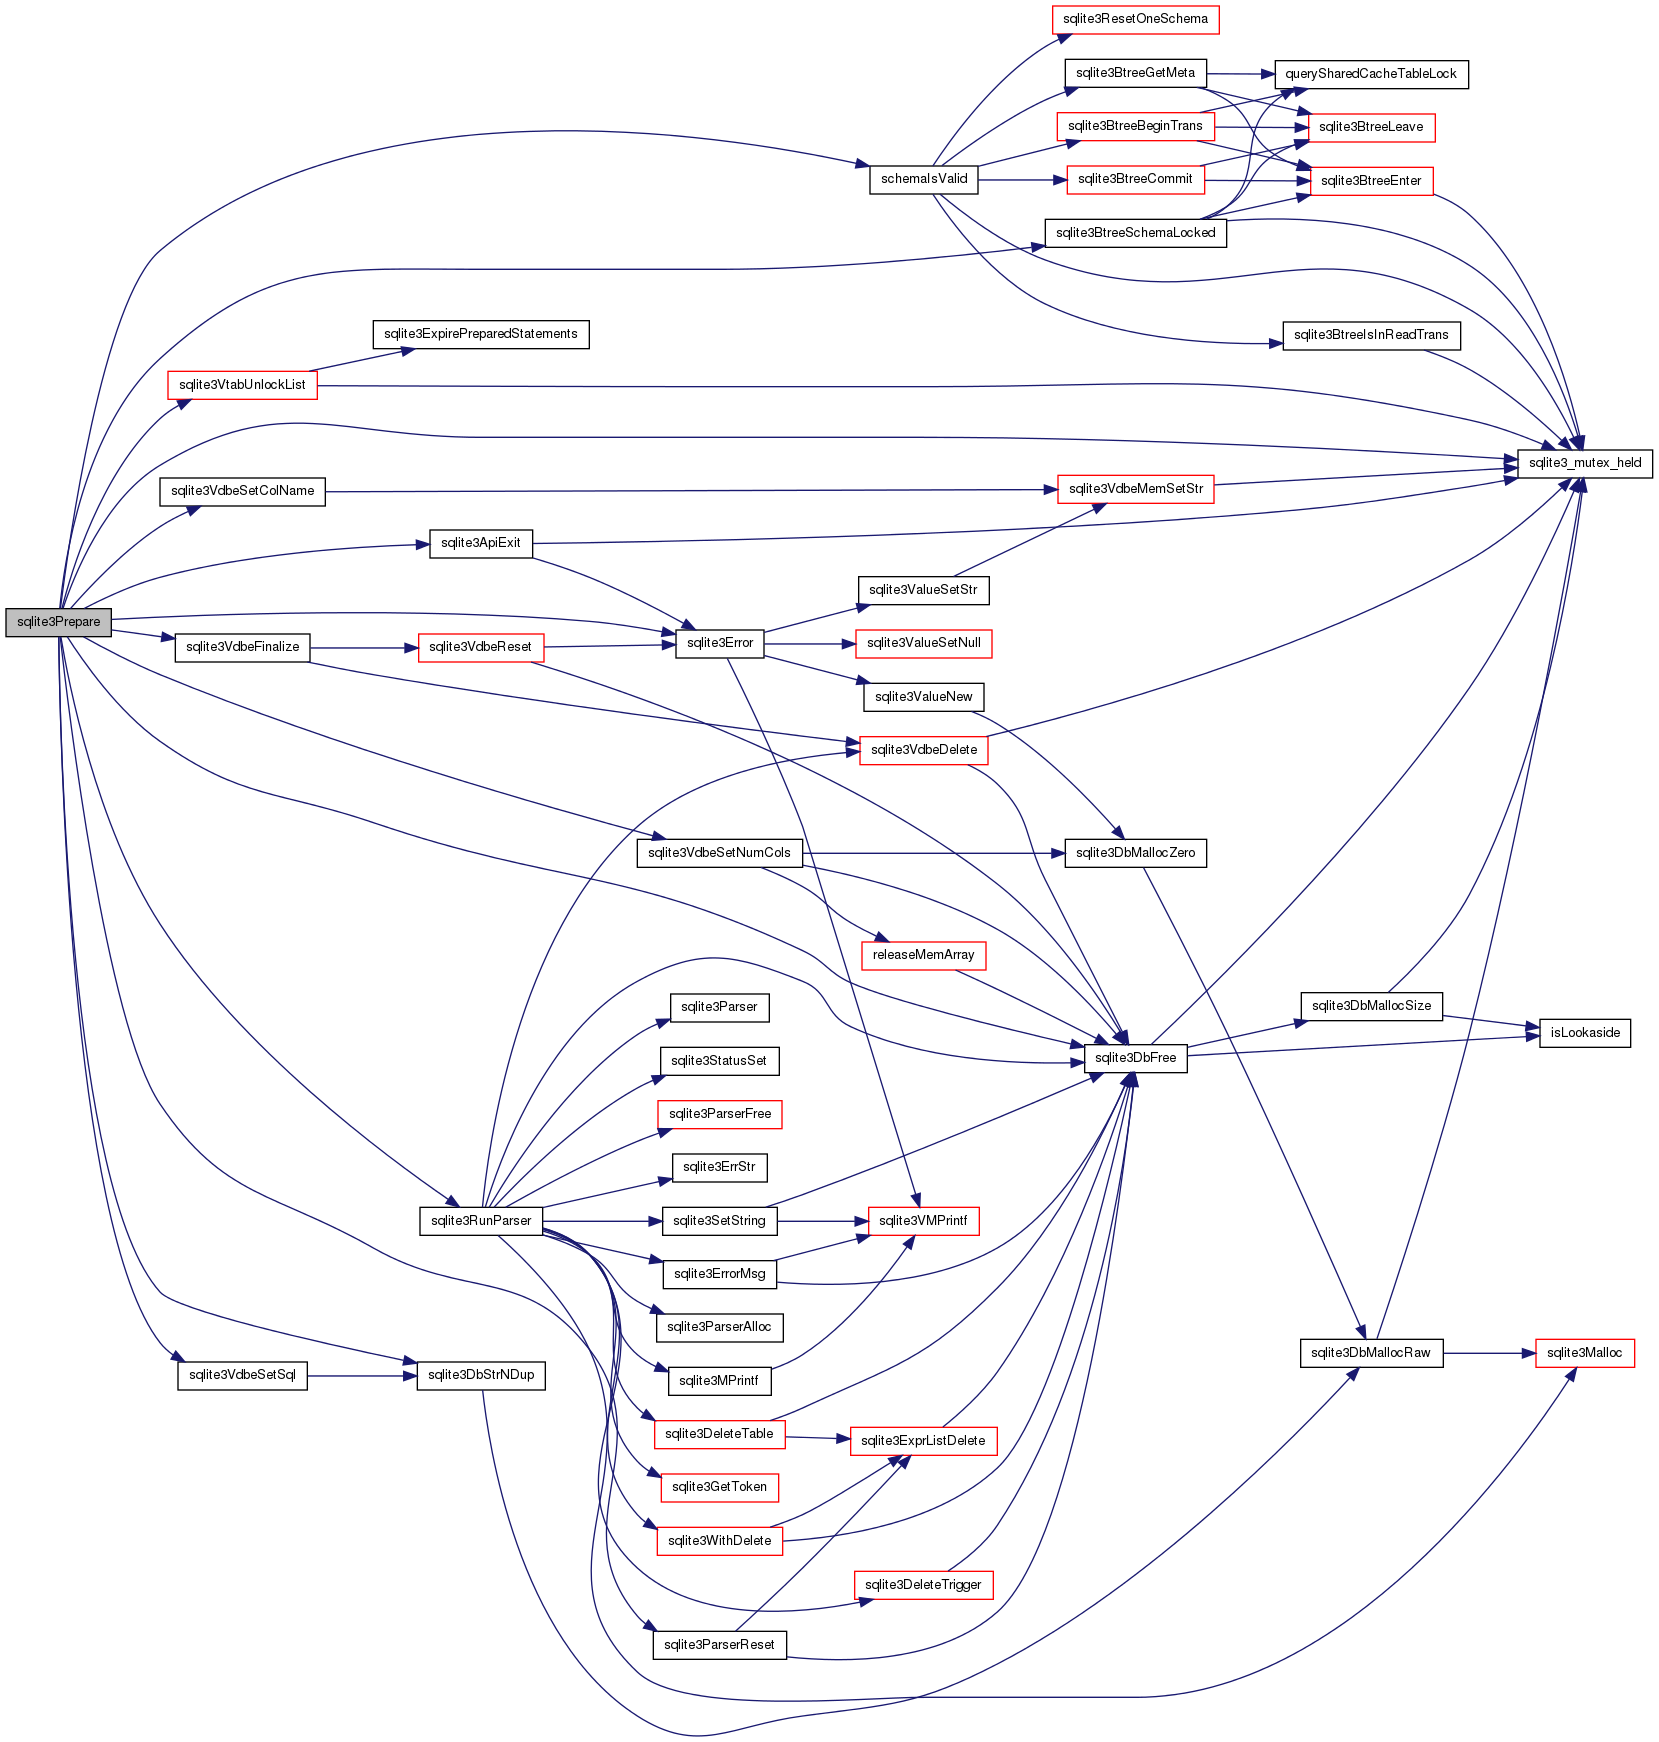 sqlite3ResetOneSchema
sqlite3BtreeGetMeta
querySharedCacheTableLock
sqlite3BtreeBeginTrans
sqlite3BtreeLeave
schemaIsValid
sqlite3BtreeCommit
sqlite3BtreeEnter
sqlite3BtreeSchemaLocked
sqlite3ExpirePreparedStatements
sqlite3BtreeIsInReadTrans
sqlite3VtabUnlockList
sqlite3_mutex_held
sqlite3VdbeSetColName
sqlite3VdbeMemSetStr
sqlite3ApiExit
sqlite3ValueSetStr
sqlite3Prepare
sqlite3VdbeFinalize
sqlite3VdbeReset
sqlite3Error
sqlite3ValueSetNull
sqlite3ValueNew
sqlite3VdbeDelete
sqlite3VdbeSetNumCols
sqlite3DbMallocZero
releaseMemArray
sqlite3Parser
sqlite3DbMallocSize
isLookaside
sqlite3StatusSet
sqlite3DbFree
sqlite3ParserFree
sqlite3ErrStr
sqlite3RunParser
sqlite3SetString
sqlite3VMPrintf
sqlite3ErrorMsg
sqlite3ParserAlloc
sqlite3DbMallocRaw
sqlite3Malloc
sqlite3VdbeSetSql
sqlite3DbStrNDup
sqlite3MPrintf
sqlite3DeleteTable
sqlite3ExprListDelete
sqlite3GetToken
sqlite3WithDelete
sqlite3DeleteTrigger
sqlite3ParserReset